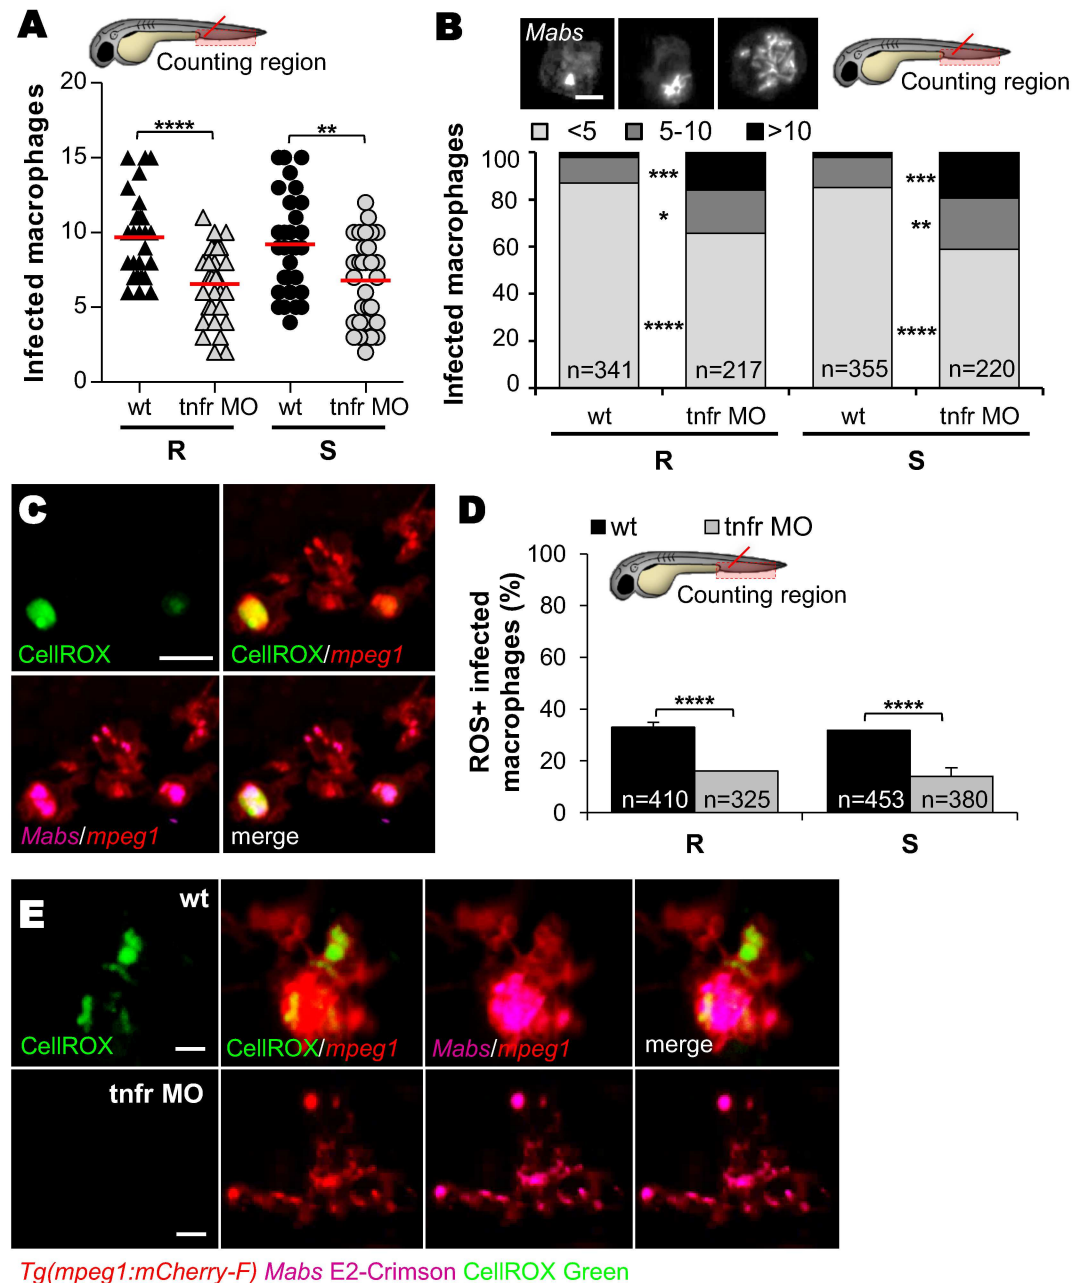 A
Counting region
Infected macrophages
20
15
10
5
0
****
**
wt
tnfr MO
wt
tnfr MO
R
S
B
Mabs
Counting region
<5
5-10
>10
Infected macrophages
100
80
60
40
20
0
***
*
****
***
**
****
n=341
n=217
n=355
n=220
wt
tnfr MO
wt
tnfr MO
R
S
C
CellROX
CellROX/mpeg1
Mabs/mpeg1
merge
D
wt
tnfr MO
Counting region
ROS+ infected
macrophages (%)
100
80
60
40
20
0
****
****
n=410
n=325
n=453
n=380
R
S
E
wt
CellROX
CellROX/mpeg1
Mabs/mpeg1
merge
tnfr MO
Tg(mpeg1:mCherry-F) Mabs E2-Crimson CellROX Green